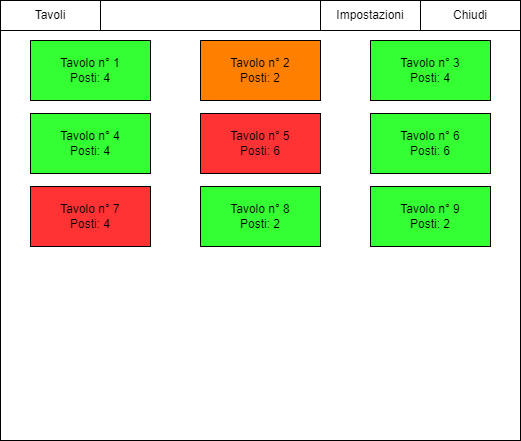 Tavoli
Impostazioni
Chiudi
Tavolo n° 1
Posti: 4
Tavolo n° 2
Posti: 2
Tavolo n° 3
Posti: 4
Tavolo n° 4
Posti: 4
Tavolo n° 5
Posti: 6
Tavolo n° 6
Posti: 6
Tavolo n° 7
Posti: 4
Tavolo n° 8
Posti: 2
Tavolo n° 9
Posti: 2